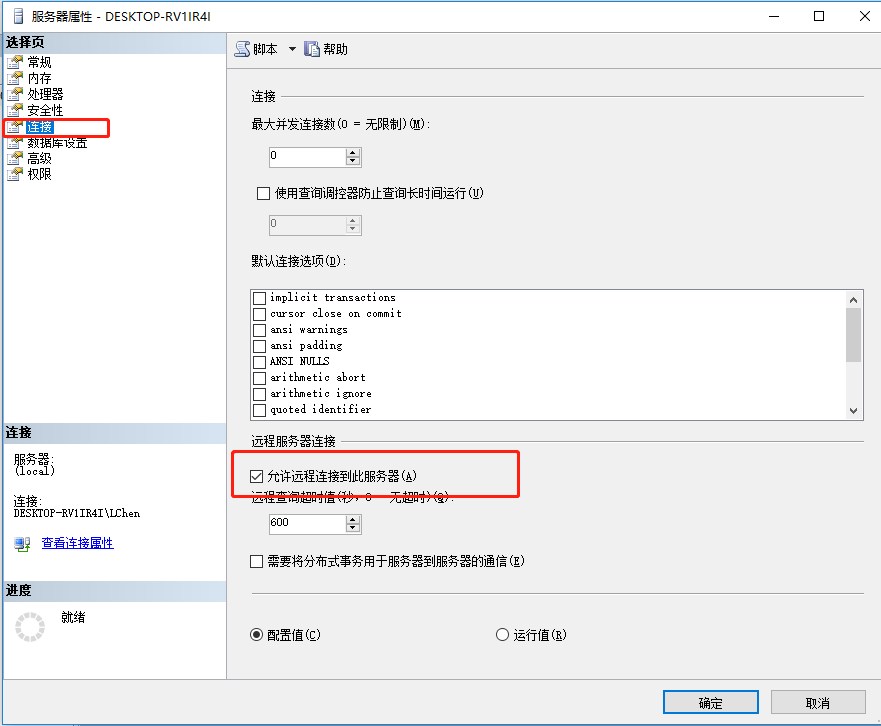 服务器属性 - DESKTOP-RV1IR4I
选择页
常规
内存
处理器
安全性
连接
数据库设置
高级
权限
脚本
帮助
连接
最大并发连接数(0 = 无限制)(M):
0
使用查询调控器防止查询长时间运行(U)
0
默认连接选项(D):
implicit transactions
cursor close on commit
ansi warnings
ansi padding
ANSI NULLS
arithmetic abort
arithmetic ignore
quoted identifier
远程服务器连接
允许远程连接到此服务器(A)
远程查询超时值(秒，0 = 无超时)(Q):
600
需要将分布式事务用于服务器到服务器的通信(E)
配置值(C)
运行值(R)
连接
服务器:
(local)
连接:
DESKTOP-RV1IR4I\LChen
查看连接属性
进度
就绪
确定
取消